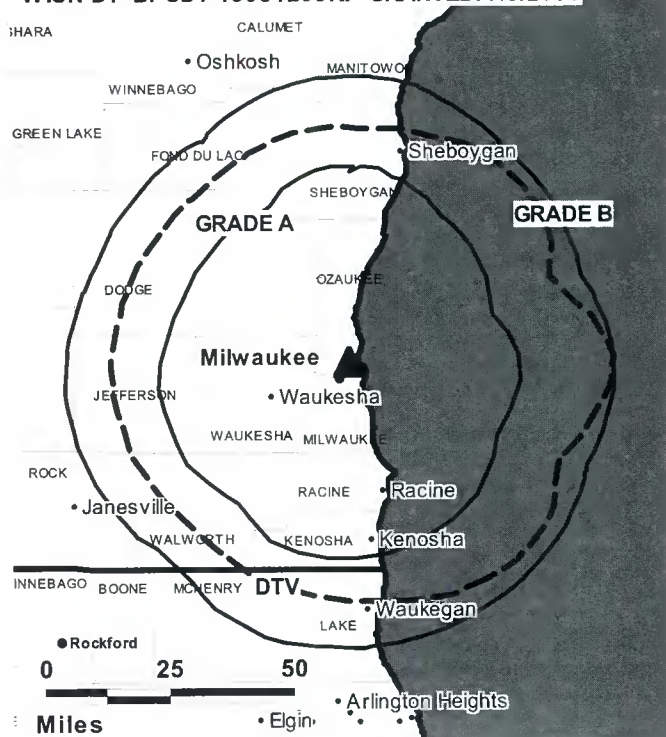 CALUMET
SHARA
Oshkosh
MANITOWO
WINNEBAGO
GREEN LAKE
FOND DU LAC
Sheboygan
SHEBOYGAN
GRADE A
GRADE B
OZAUKEE
DODGE
Milwaukee
JEFFERSON
Waukesha
WAUKESHA MILWAUKEE
ROCK
RACINE
Racine
Janesville
WALWORTH
KENOSHA
Kenosha
INNEBAGO BOONE MCHENRY DTV
Waukegan
LAKE
Rockford
0 25 50
Arlington Heights
Miles
Elgin